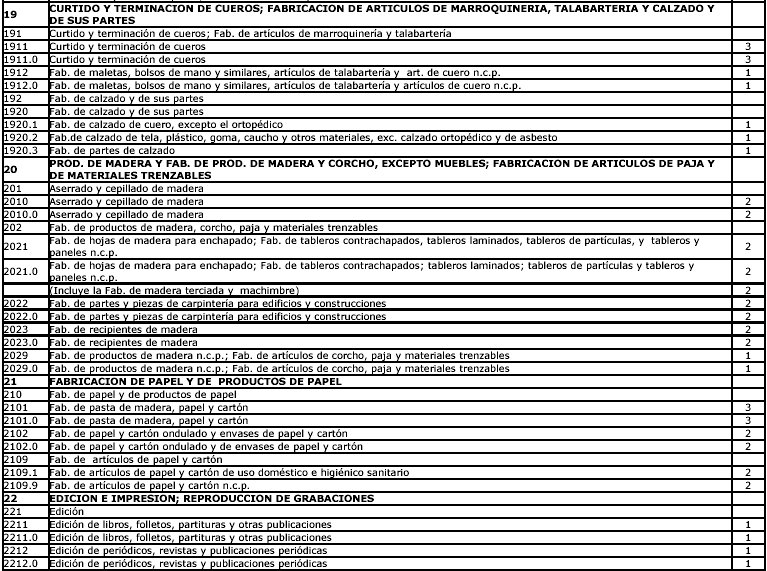 19 CURTIDO Y TERMINACION DE CUEROS; FABRICACION DE ARTICULOS DE MARROQUINERIA, TALABARTERIA Y CALZADO Y
DE SUS PARTES
191 Curtido y terminación de cueros; Fab. de artículos de marroquinería y talabartería
1911 Curtido y terminación de cueros 3
1911.0 Curtido y terminación de cueros 3
1912 Fab. de maletas, bolsos de mano y similares, artículos de talabartería y art. de cuero n.c.p. 1
1912.0 Fab. de maletas, bolsos de mano y similares, artículos de talabartería y artículos de cuero n.c.p. 1
192 Fab. de calzado y de sus partes
1920 Fab. de calzado y de sus partes
1920.1 Fab. de calzado de cuero, excepto el ortopédico 1
1920.2 Fab.de calzado de tela, plástico, goma, caucho y otros materiales, exc. calzado ortopédico y de asbesto 1
1920.3 Fab. de partes de calzado 1
20 PROD. DE MADERA Y FAB. DE PROD. DE MADERA Y CORCHO, EXCEPTO MUEBLES; FABRICACION DE ARTICULOS DE PAJA Y
DE MATERIALES TRENZABLES
201 Aserrado y cepillado de madera
2010 Aserrado y cepillado de madera 2
2010.0 Aserrado y cepillado de madera 2
202 Fab. de productos de madera, corcho, paja y materiales trenzables
2021 Fab. de hojas de madera para enchapado; Fab. de tableros contrachapados, tableros laminados, tableros de partículas, y tableros y
paneles n.c.p. 2
2021.0 Fab. de hojas de madera para enchapado; Fab. de tableros contrachapados; tableros laminados; tableros de partículas y tableros y
paneles n.c.p. 2
(Incluye la Fab. de madera terciada y machimbre) 2
2022 Fab. de partes y piezas de carpintería para edificios y construcciones 2
2022.0 Fab. de partes y piezas de carpintería para edificios y construcciones 2
2023 Fab. de recipientes de madera 2
2023.0 Fab. de recipientes de madera 2
2029 Fab. de productos de madera n.c.p.; Fab. de artículos de corcho, paja y materiales trenzables 1
2029.0 Fab. de productos de madera n.c.p.; Fab. de artículos de corcho, paja y materiales trenzables 1
21 FABRICACION DE PAPEL Y DE PRODUCTOS DE PAPEL
210 Fab. de papel y de productos de papel
2101 Fab. de pasta de madera, papel y cartón 3
2101.0 Fab. de pasta de madera, papel y cartón 3
2102 Fab. de papel y cartón ondulado y envases de papel y cartón 2
2102.0 Fab. de papel y cartón ondulado y de envases de papel y cartón 2
2109 Fab. de artículos de papel y cartón
2109.1 Fab. de artículos de papel y cartón de uso doméstico e higiénico sanitario 2
2109.9 Fab. de artículos de papel y cartón n.c.p. 2
22 EDICION E IMPRESION; REPRODUCCION DE GRABACIONES
221 Edición
2211 Edición de libros, folletos, partituras y otras publicaciones 1
2211.0 Edición de libros, folletos, partituras y otras publicaciones 1
2212 Edición de periódicos, revistas y publicaciones periódicas 1
2212.0 Edición de periódicos, revistas y publicaciones periódicas 1